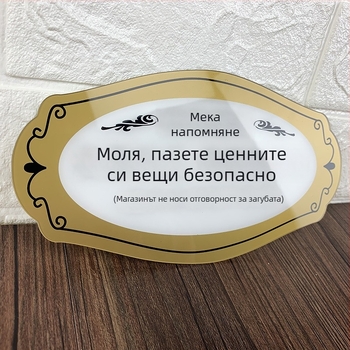 Мека
напомняне
Моля, пазете ценните
си вещи безопасно
(Магазинът не носи отговорност за загубата)